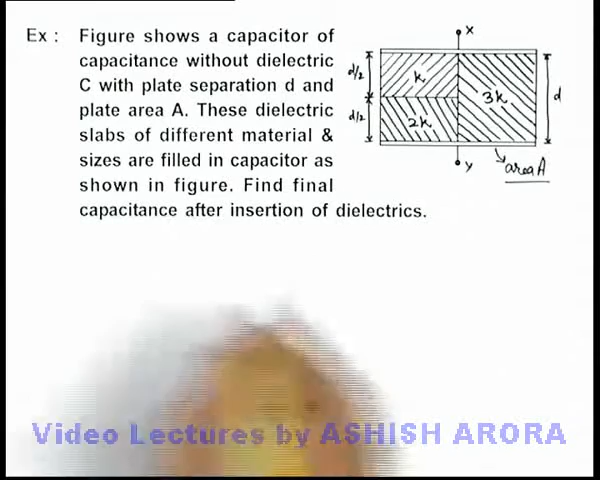 Ex : Figure shows a capacitor of
capacitance without dielectric
C with plate separation d and
plate area A. These dielectric
slabs of different material &
sizes are filled in capacitor as
shown in figure. Find final
capacitance after insertion of dielectrics.
x
d/2
k
3k
d
d/2
2k
y
area A
Video Lectures by ASHISH ARORA